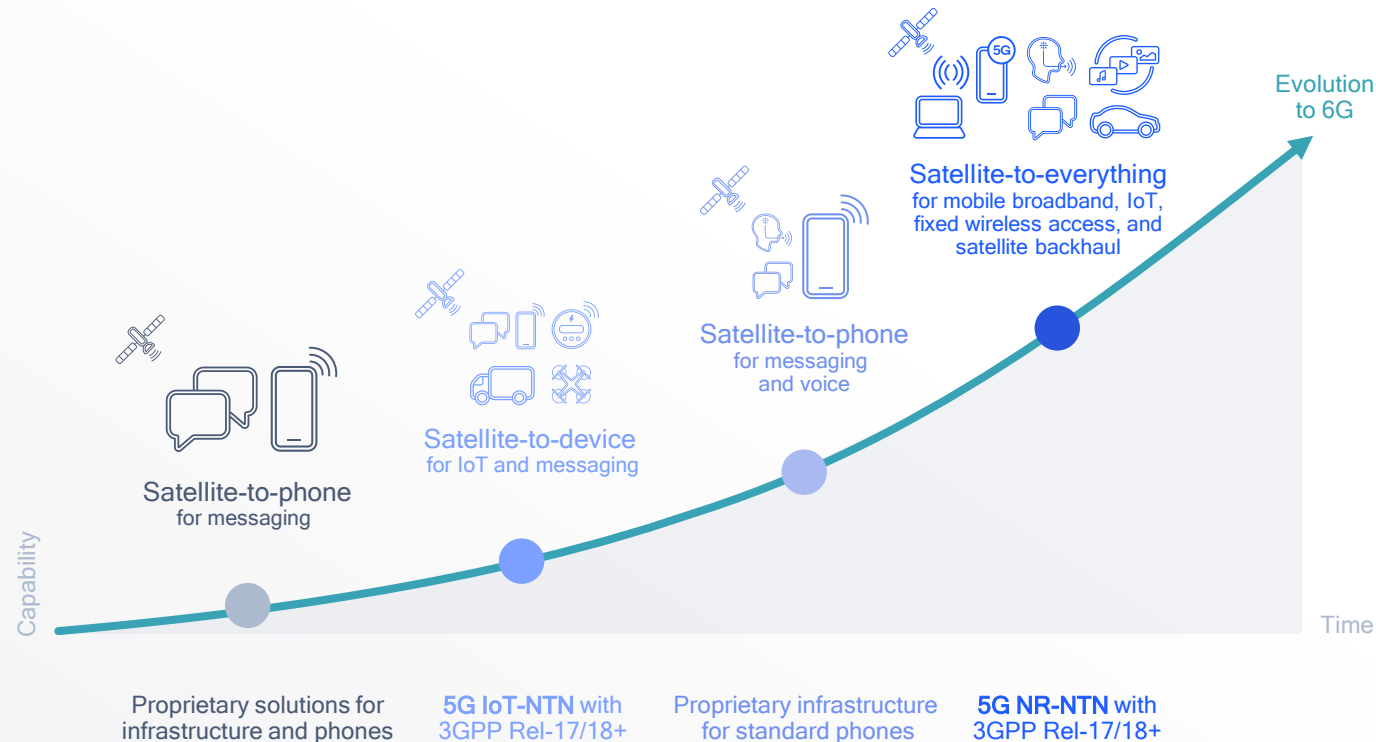 5G
Evolution
to 6G
Satellite-to-everything
for mobile broadband, IoT,
fixed wireless access, and
satellite backhaul
Satellite-to-phone
for messaging
and voice
Satellite-to-device
for IoT and messaging
Satellite-to-phone
for messaging
Capability
Time
Proprietary solutions for
infrastructure and phones
5G IoT-NTN with
3GPP Rel-17/18+
Proprietary infrastructure
for standard phones
5G NR-NTN with
3GPP Rel-17/18+